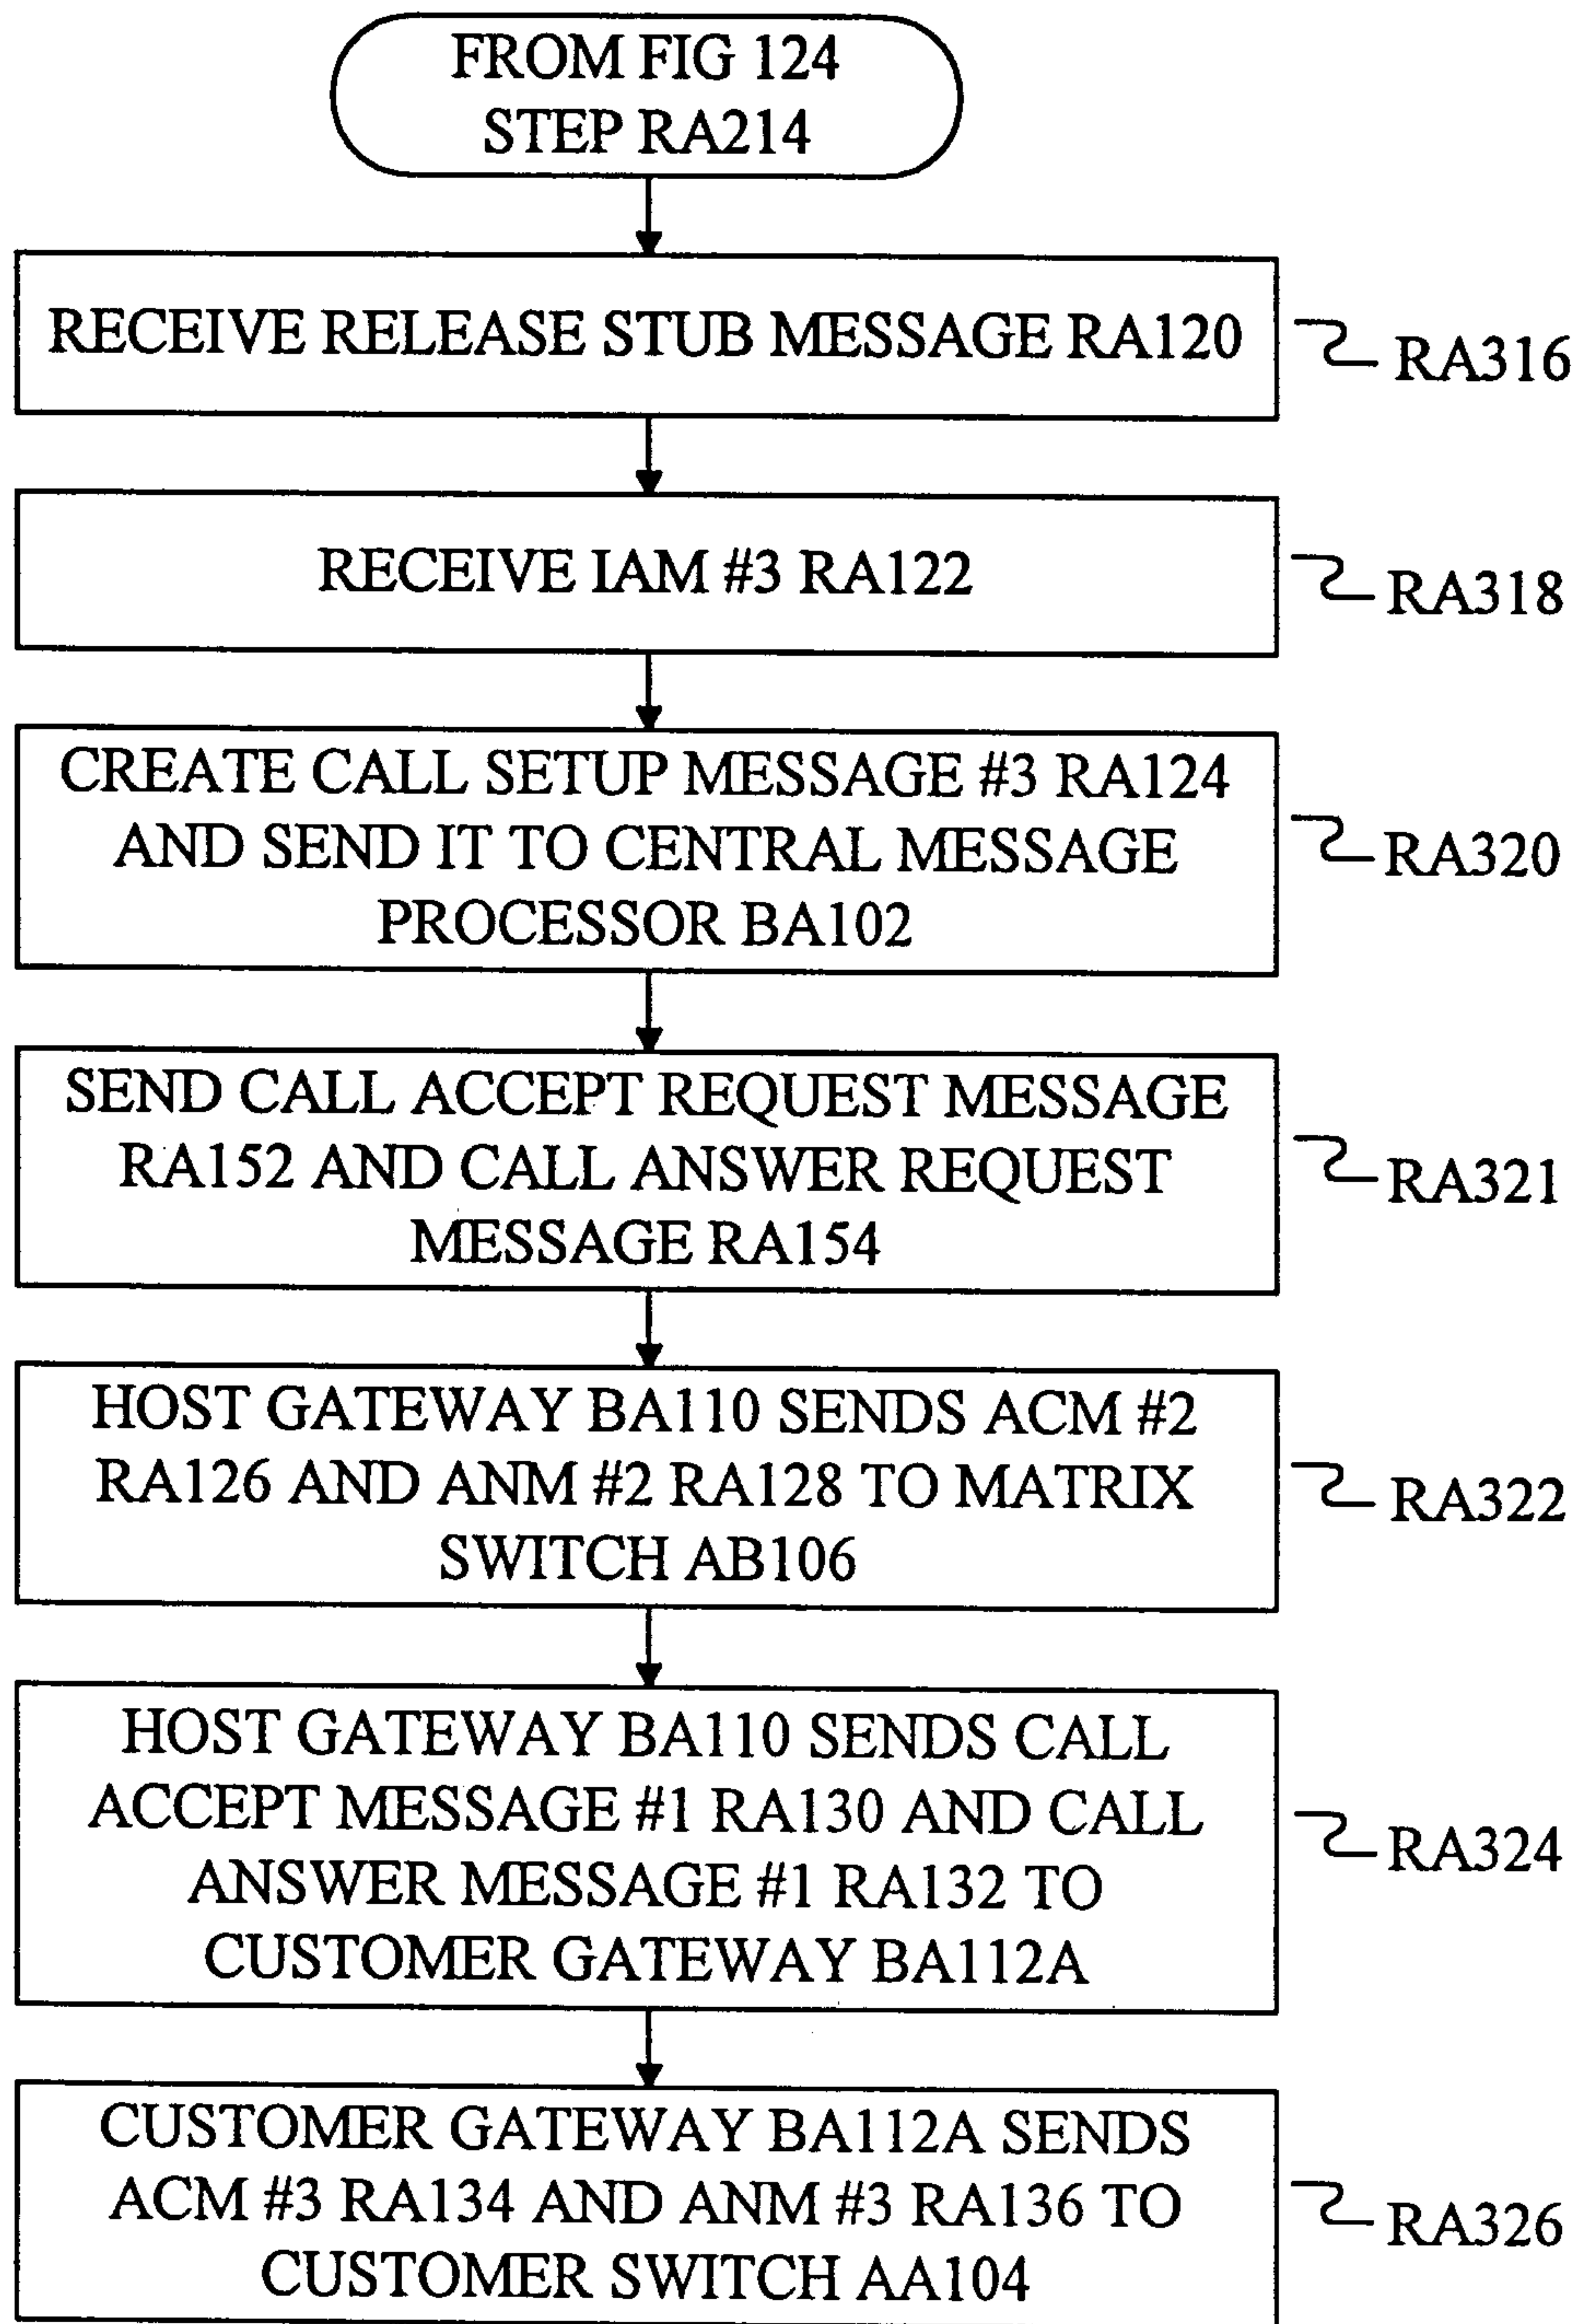 FROM FIG 124
STEP RA214
RECEIVE RELEASE STUB MESSAGE RA120
RA316
RECEIVE IAM #3 RA122
RA318
CREATE CALL SETUP MESSAGE #3 RA124
AND SEND IT TO CENTRAL MESSAGE
PROCESSOR BA102
RA320
SEND CALL ACCEPT REQUEST MESSAGE
RA152 AND CALL ANSWER REQUEST
MESSAGE RA154
RA321
HOST GATEWAY BA110 SENDS ACM #2
RA126 AND ANM #2 RA128 TO MATRIX
SWITCH AB106
RA322
HOST GATEWAY BA110 SENDS CALL
ACCEPT MESSAGE #1 RA130 AND CALL
ANSWER MESSAGE #1 RA132 TO
CUSTOMER GATEWAY BA112A
RA324
CUSTOMER GATEWAY BA112A SENDS
ACM #3 RA134 AND ANM #3 RA136 TO
CUSTOMER SWITCH AA104
RA326